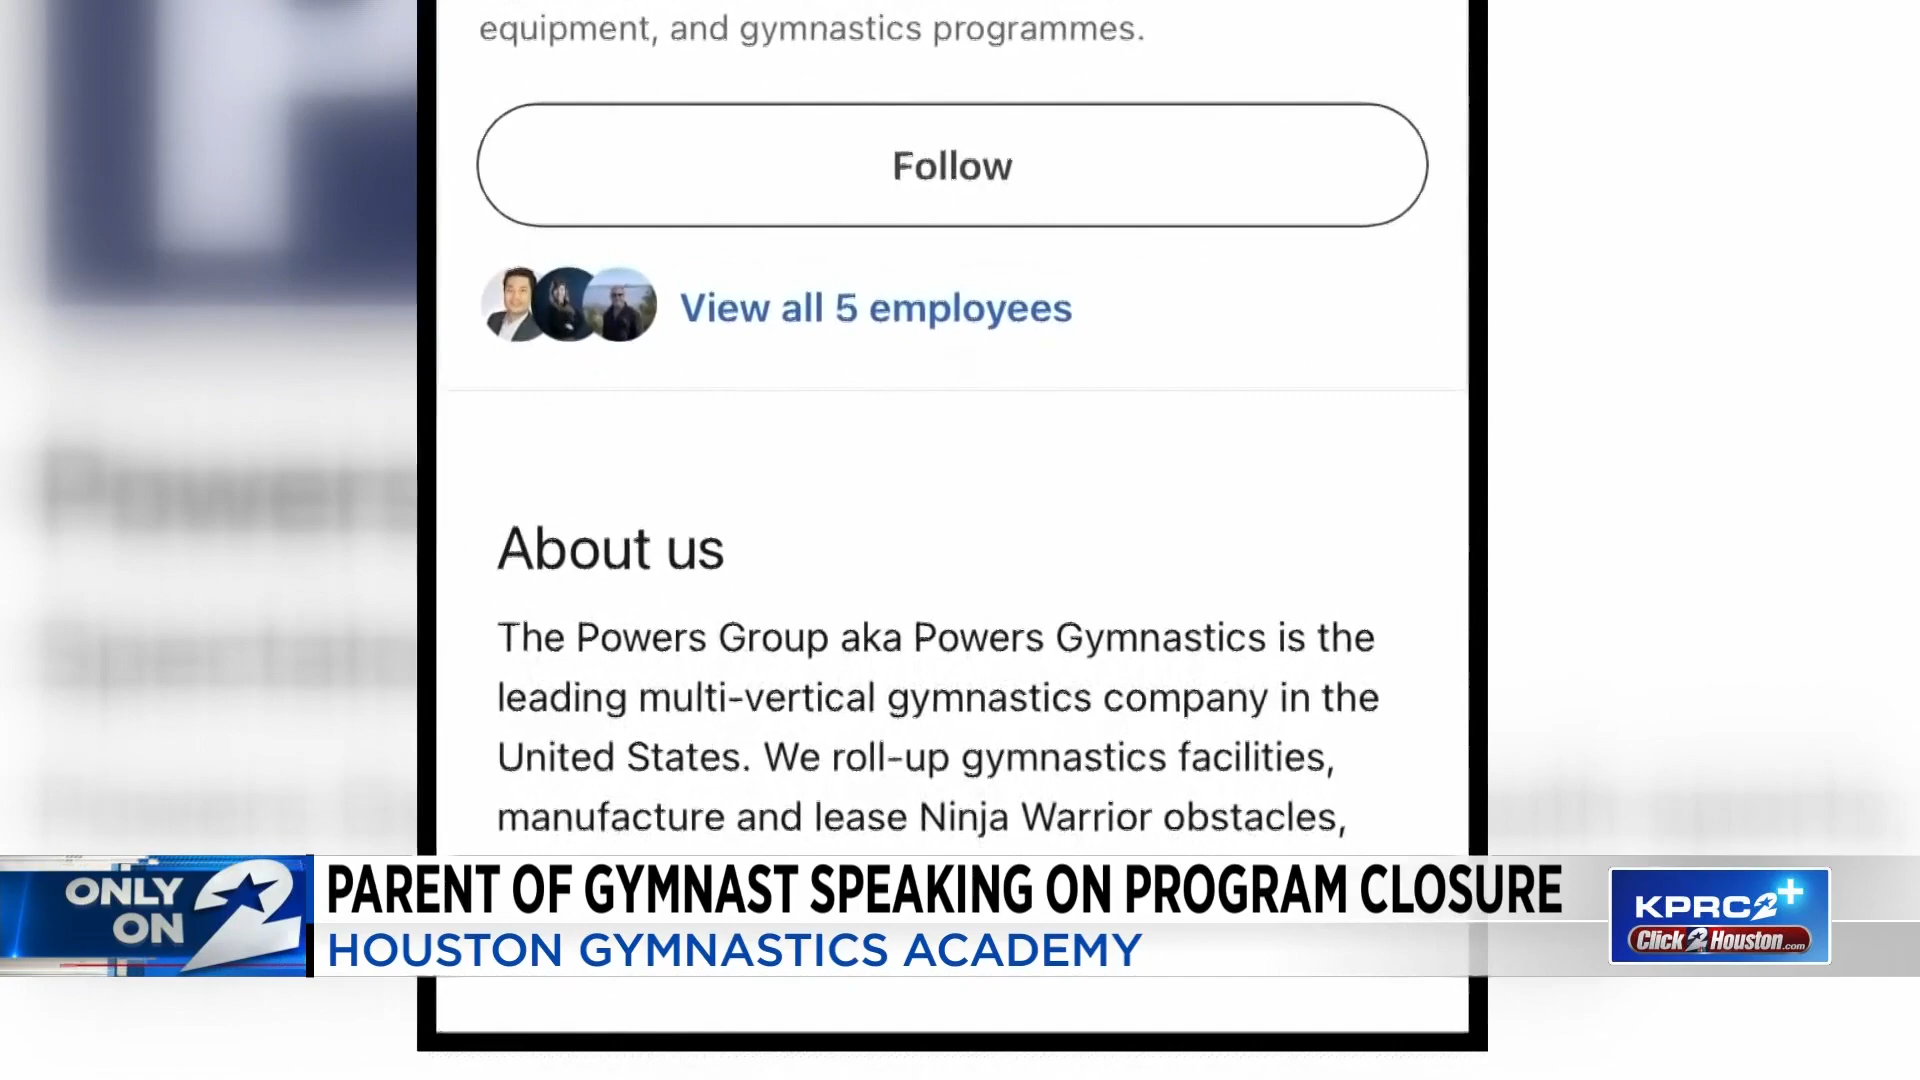 equipment, and gymnastics programmes.
Follow
View all 5 employees
About us
The Powers Group aka Powers Gymnastics is the
leading multi-vertical gymnastics company in the
United States. We roll-up gymnastics facilities,
manufacture and lease Ninja Warrior obstacles,
Powers
ONLY
ON 2
PARENT OF GYMNAST SPEAKING ON PROGRAM CLOSURE
HOUSTON GYMNASTICS ACADEMY
KPRC2+
Click2Houston.com